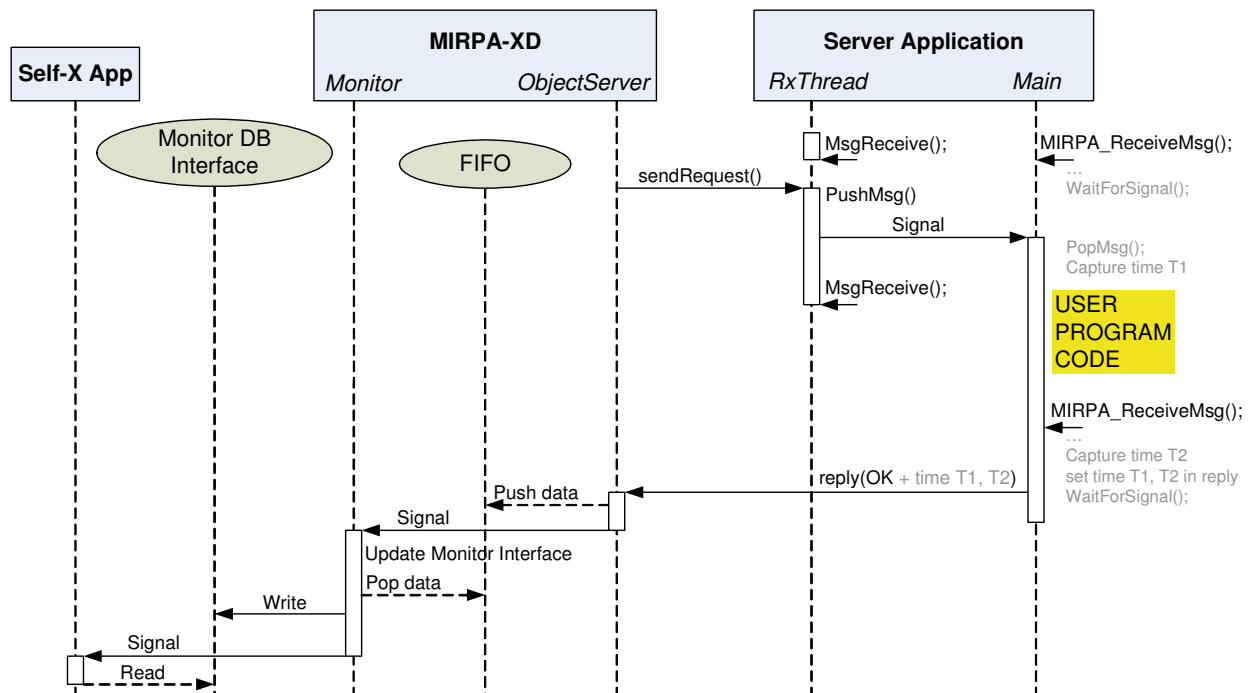 MIRPA-XD
Server Application
Self-X App
Monitor
ObjectServer
RxThread
Main
Monitor DB
Interface
FIFO
MsgReceive();
MIRPA_ReceiveMsg();
...
WaitForSignal();
sendRequest()
PushMsg()
Signal
PopMsg();
Capture time T1
MsgReceive();
USER
PROGRAM
CODE
MIRPA_ReceiveMsg();
...
Capture time T2
set time T1, T2 in reply
WaitForSignal();
reply(OK + time T1, T2)
Push data
Signal
Update Monitor Interface
Pop data
Write
Signal
Read